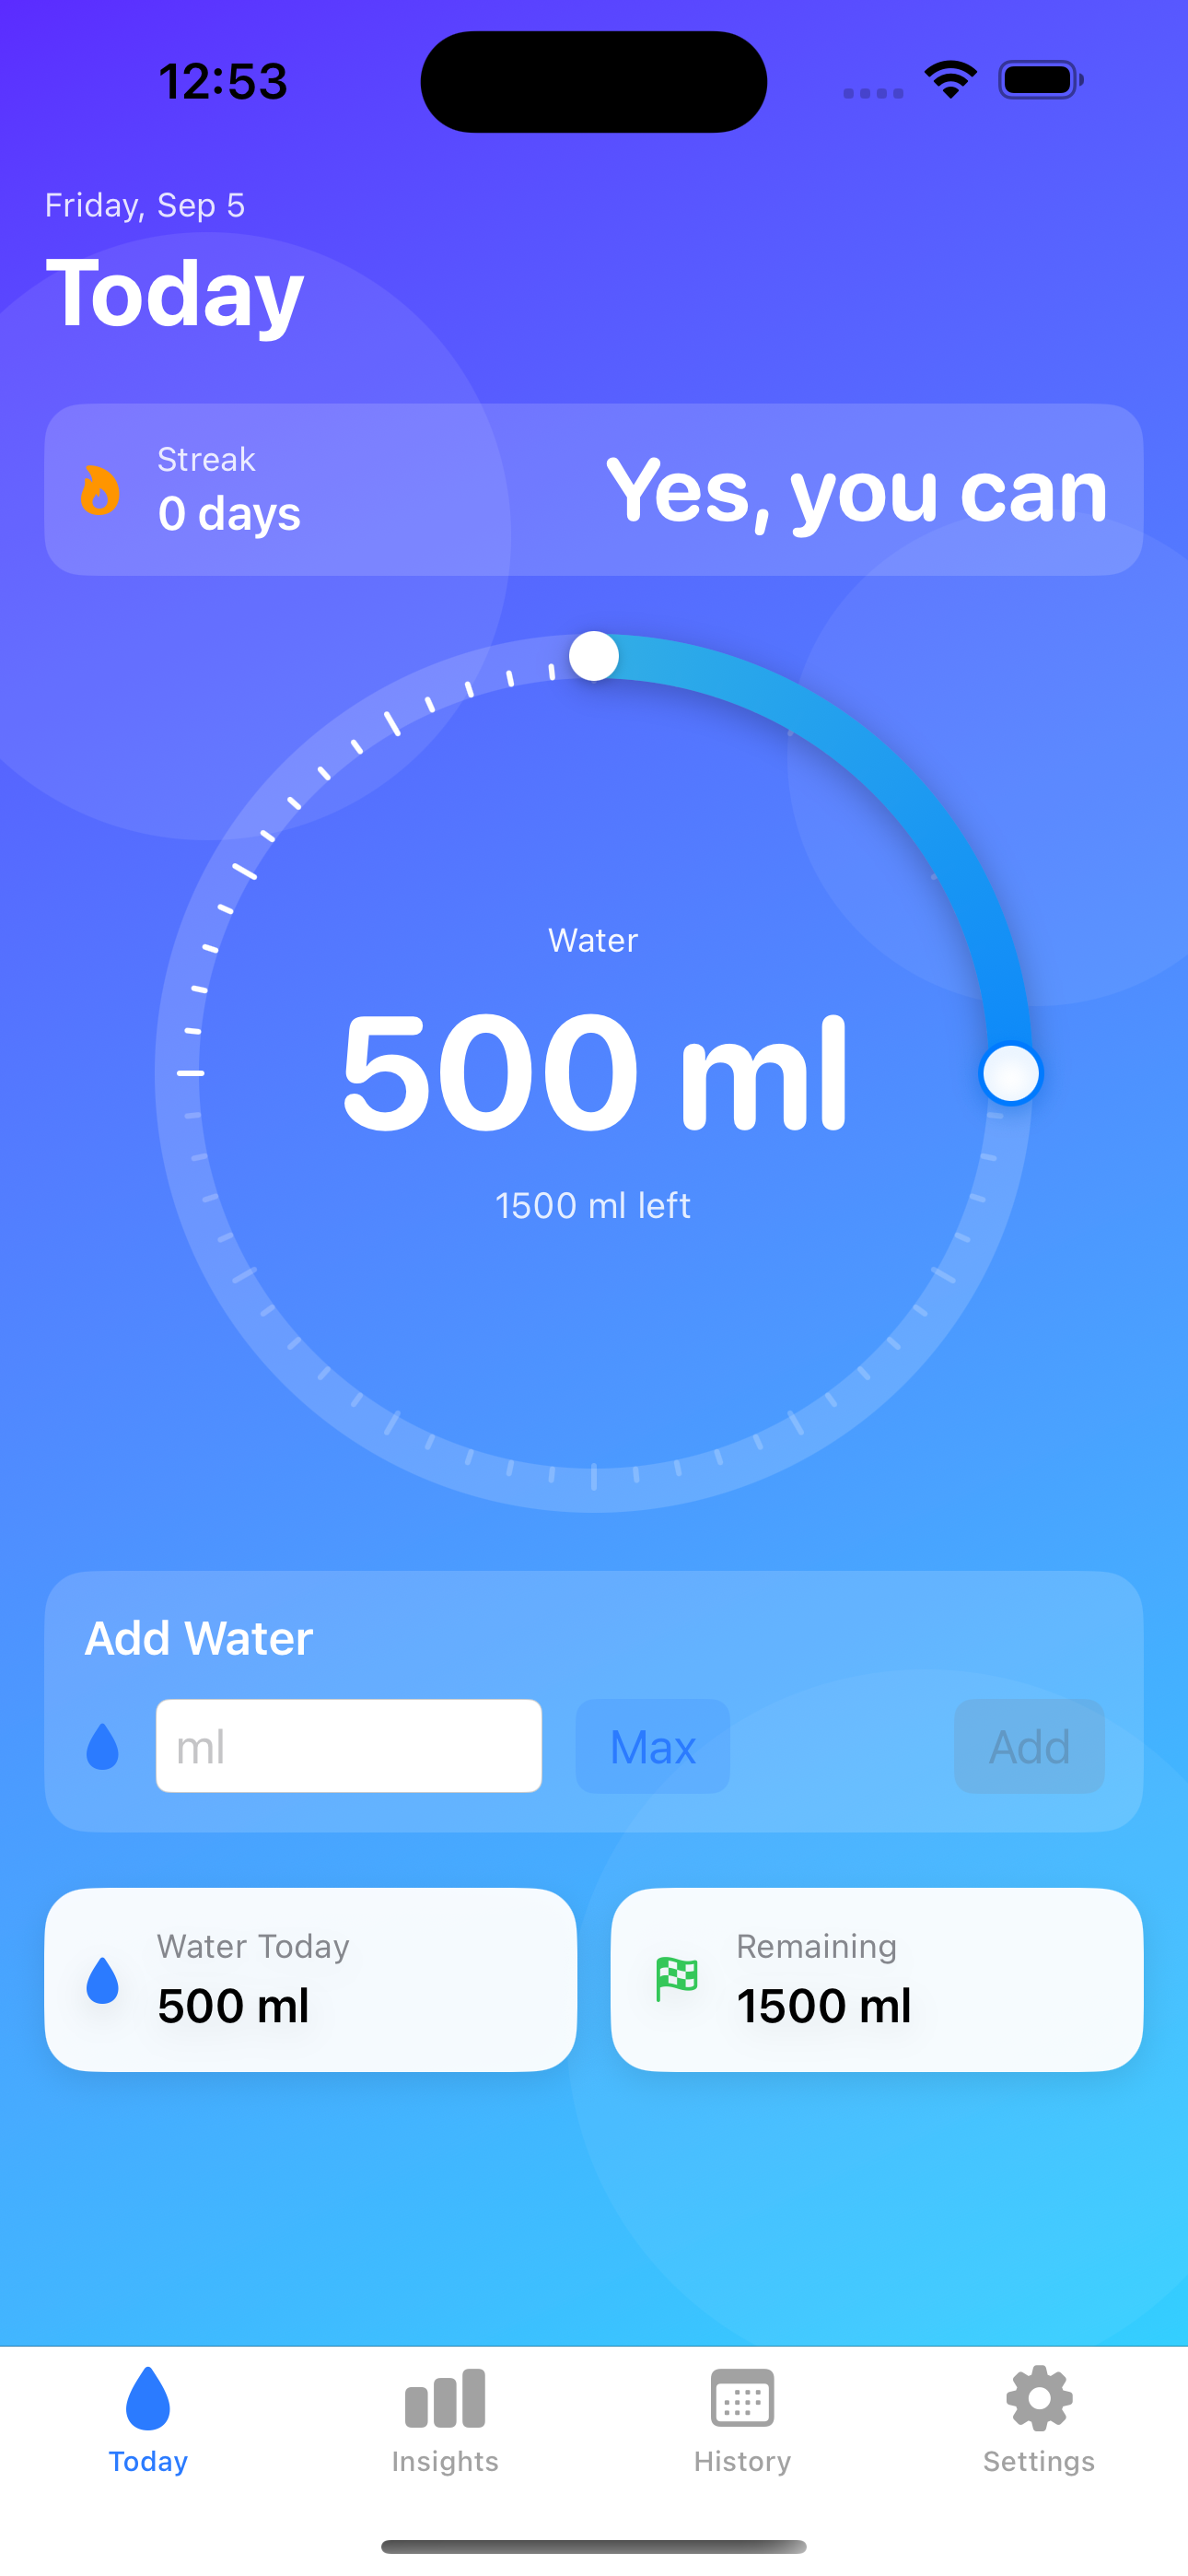 12:53
Friday, Sep 5
Today
Streak
0 days
Yes, you can
Water
500 ml
1500 ml left
Add Water
ml
Max
Add
Water Today
500 ml
Remaining
1500 ml
Today
Insights
History
Settings